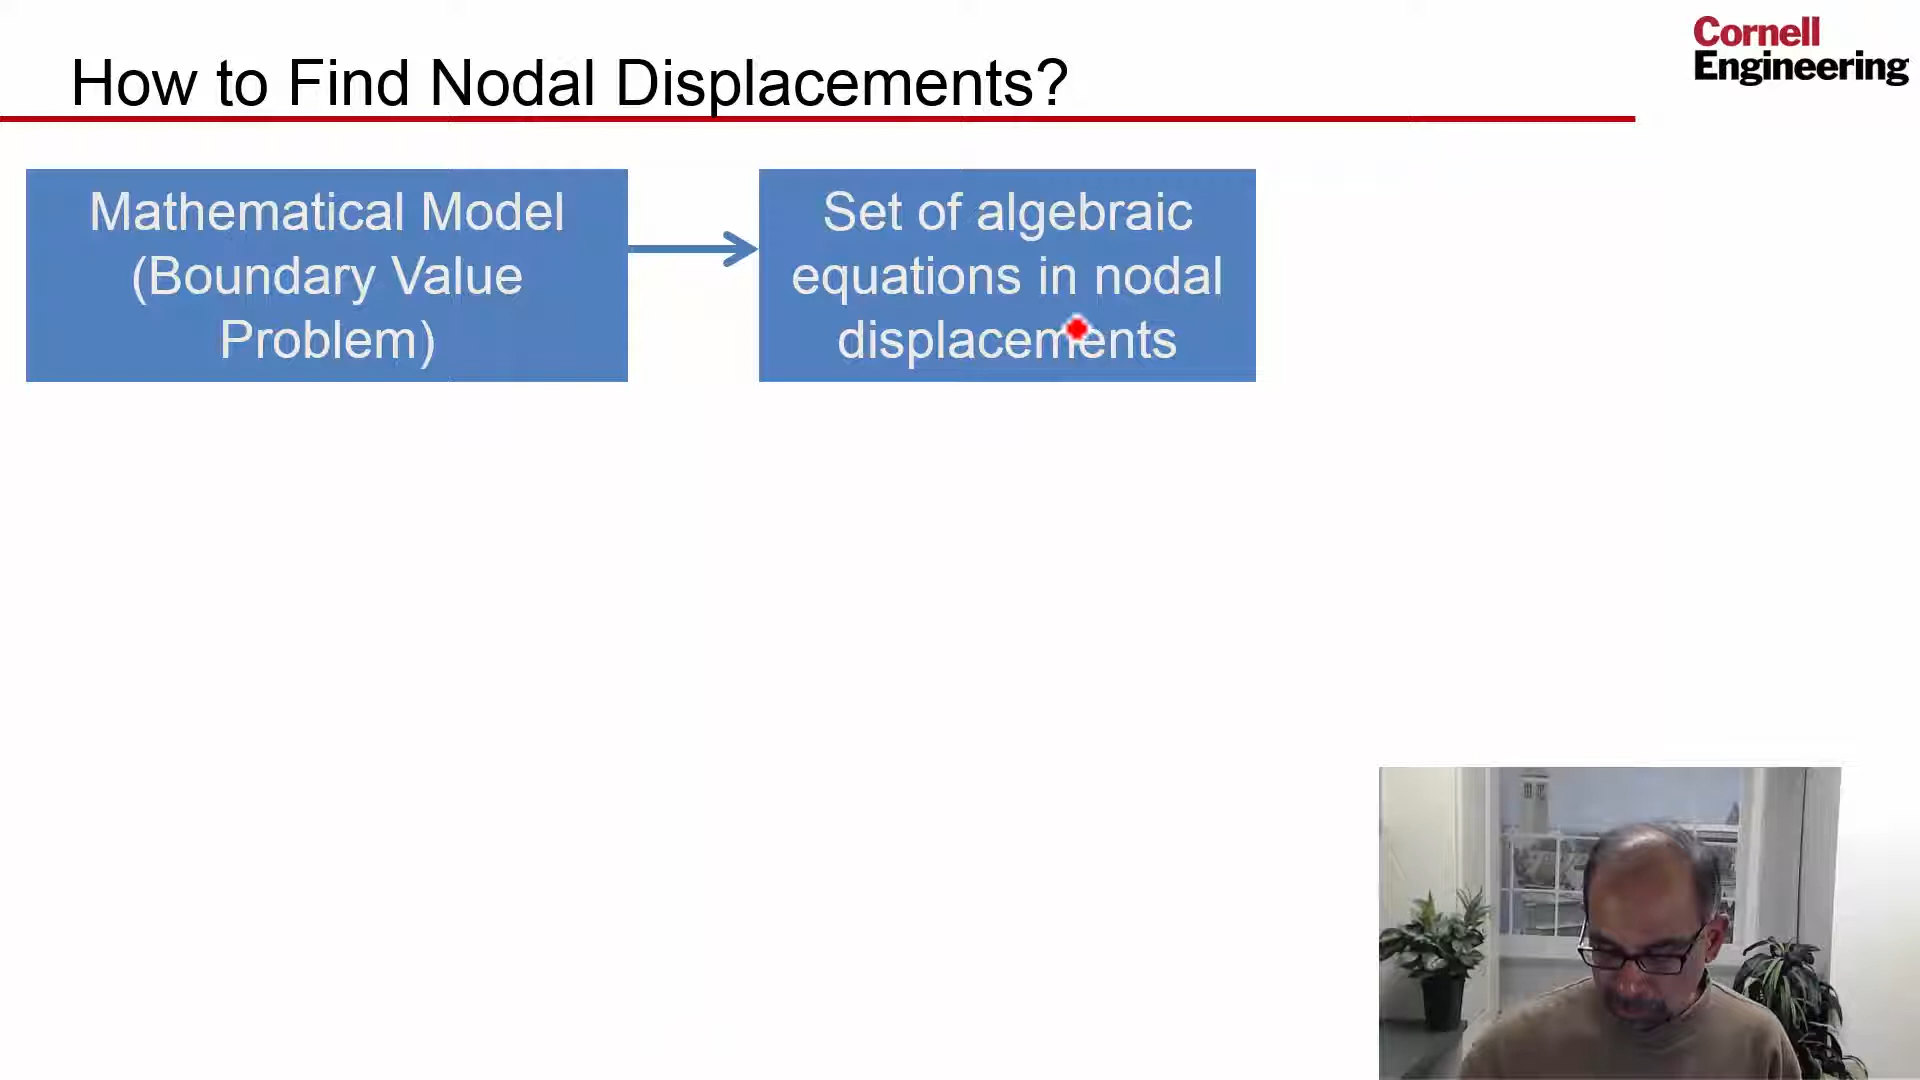 Cornell
Engineering
How to Find Nodal Displacements?
Mathematical Model
(Boundary Value
Problem)
Set of algebraic
equations in nodal
displacements